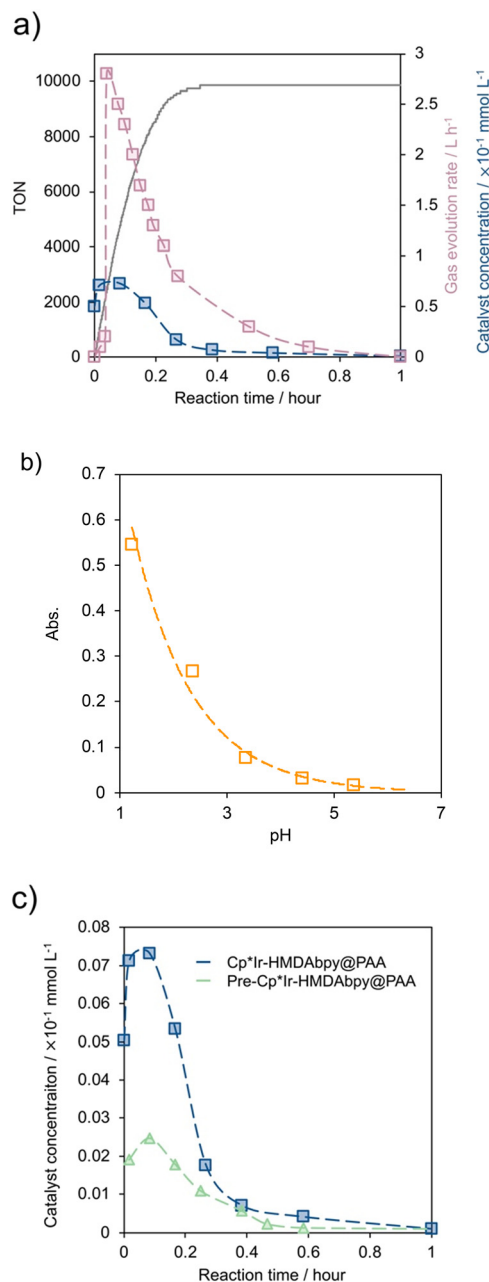 a)
10000
8000
6000
4000
2000
0
TON
3
2.5
2
1.5
1
0.5
0
Gas evolution rate / L h⁻¹
Catalyst concentration / ×10⁻¹ mmol L⁻¹
0 0.2 0.4 0.6 0.8 1
Reaction time / hour
b)
0.7
0.6
0.4
0.3
0.1
0
Abs.
1 3 5 7
pH
c)
0.08
0.07
0.06
0.05
0.04
0.03
0.02
0.01
0
Catalyst concentraiton / ×10⁻¹ mmol L⁻¹
Cp*Ir-HMDAbpy@PAA
Pre-Cp*Ir-HMDAbpy@PAA
0 0.2 0.4 0.6 0.8 1
Reaction time / hour